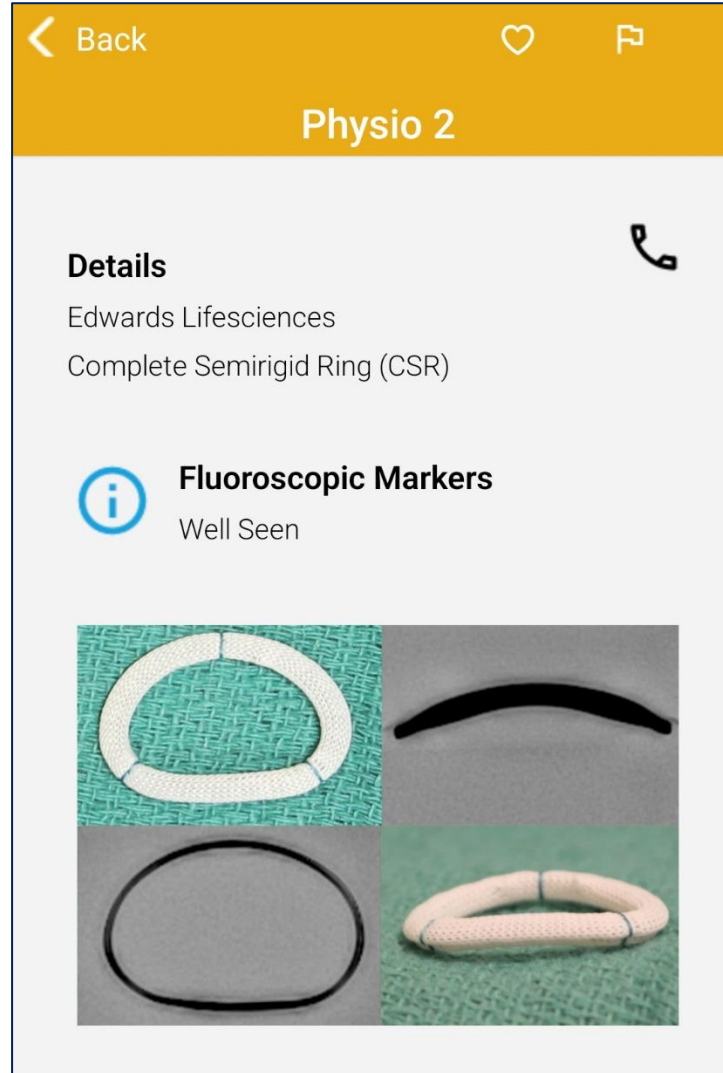 Back
Physio 2
Details
Edwards Lifesciences
Complete Semirigid Ring (CSR)
Fluoroscopic Markers
Well Seen